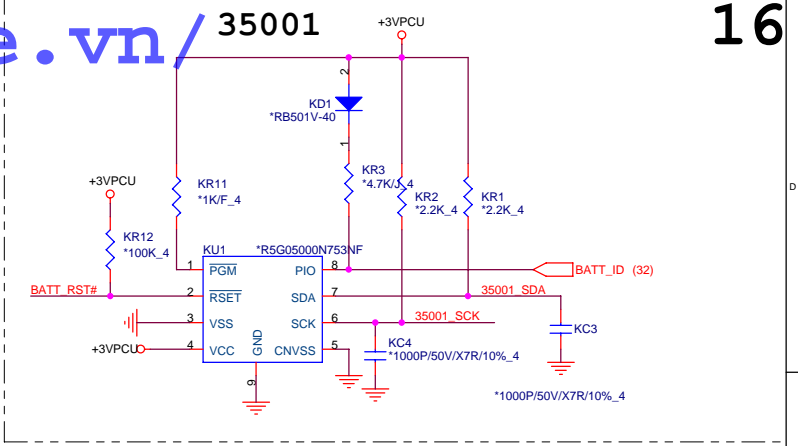 e.vn/
35001
16
+3VPCU
2
KD1
*RB501V-40
1
D
+3VPCU
KR11
*1K/F_4
KR3
*4.7K/J_4
KR2
*2.2K_4
KR1
*2.2K_4
KR12
*100K_4
KU1
*R5G05000N753NF
1
PGM
PIO
8
BATT_ID (32)
BATT_RST#
2
RSET
SDA
7
35001_SDA
3
VSS
SCK
6
35001_SCK
KC3
KC4
*1000P/50V/X7R/10%_4
+3VPCU
4
VCC
GND
CNVSS
5
9
*1000P/50V/X7R/10%_4